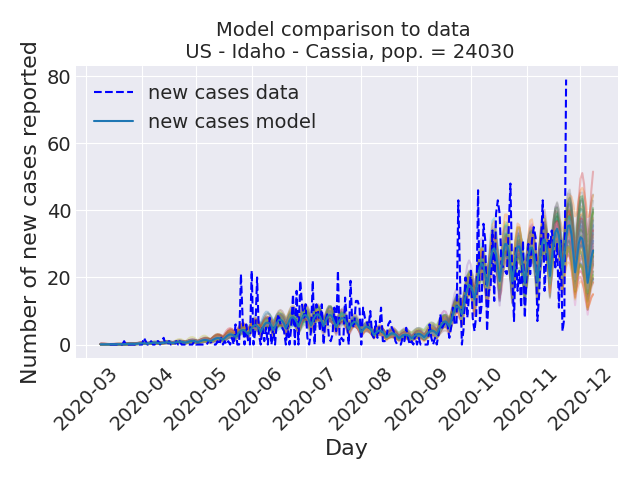 Model comparison to data
US - Idaho - Cassia, pop. = 24030
Number of new cases reported
80
60
40
20
0
new cases data
new cases model
2020-03
2020-04
2020-05
2020-06
2020-07
2020-08
2020-09
2020-10
2020-11
2020-12
Day